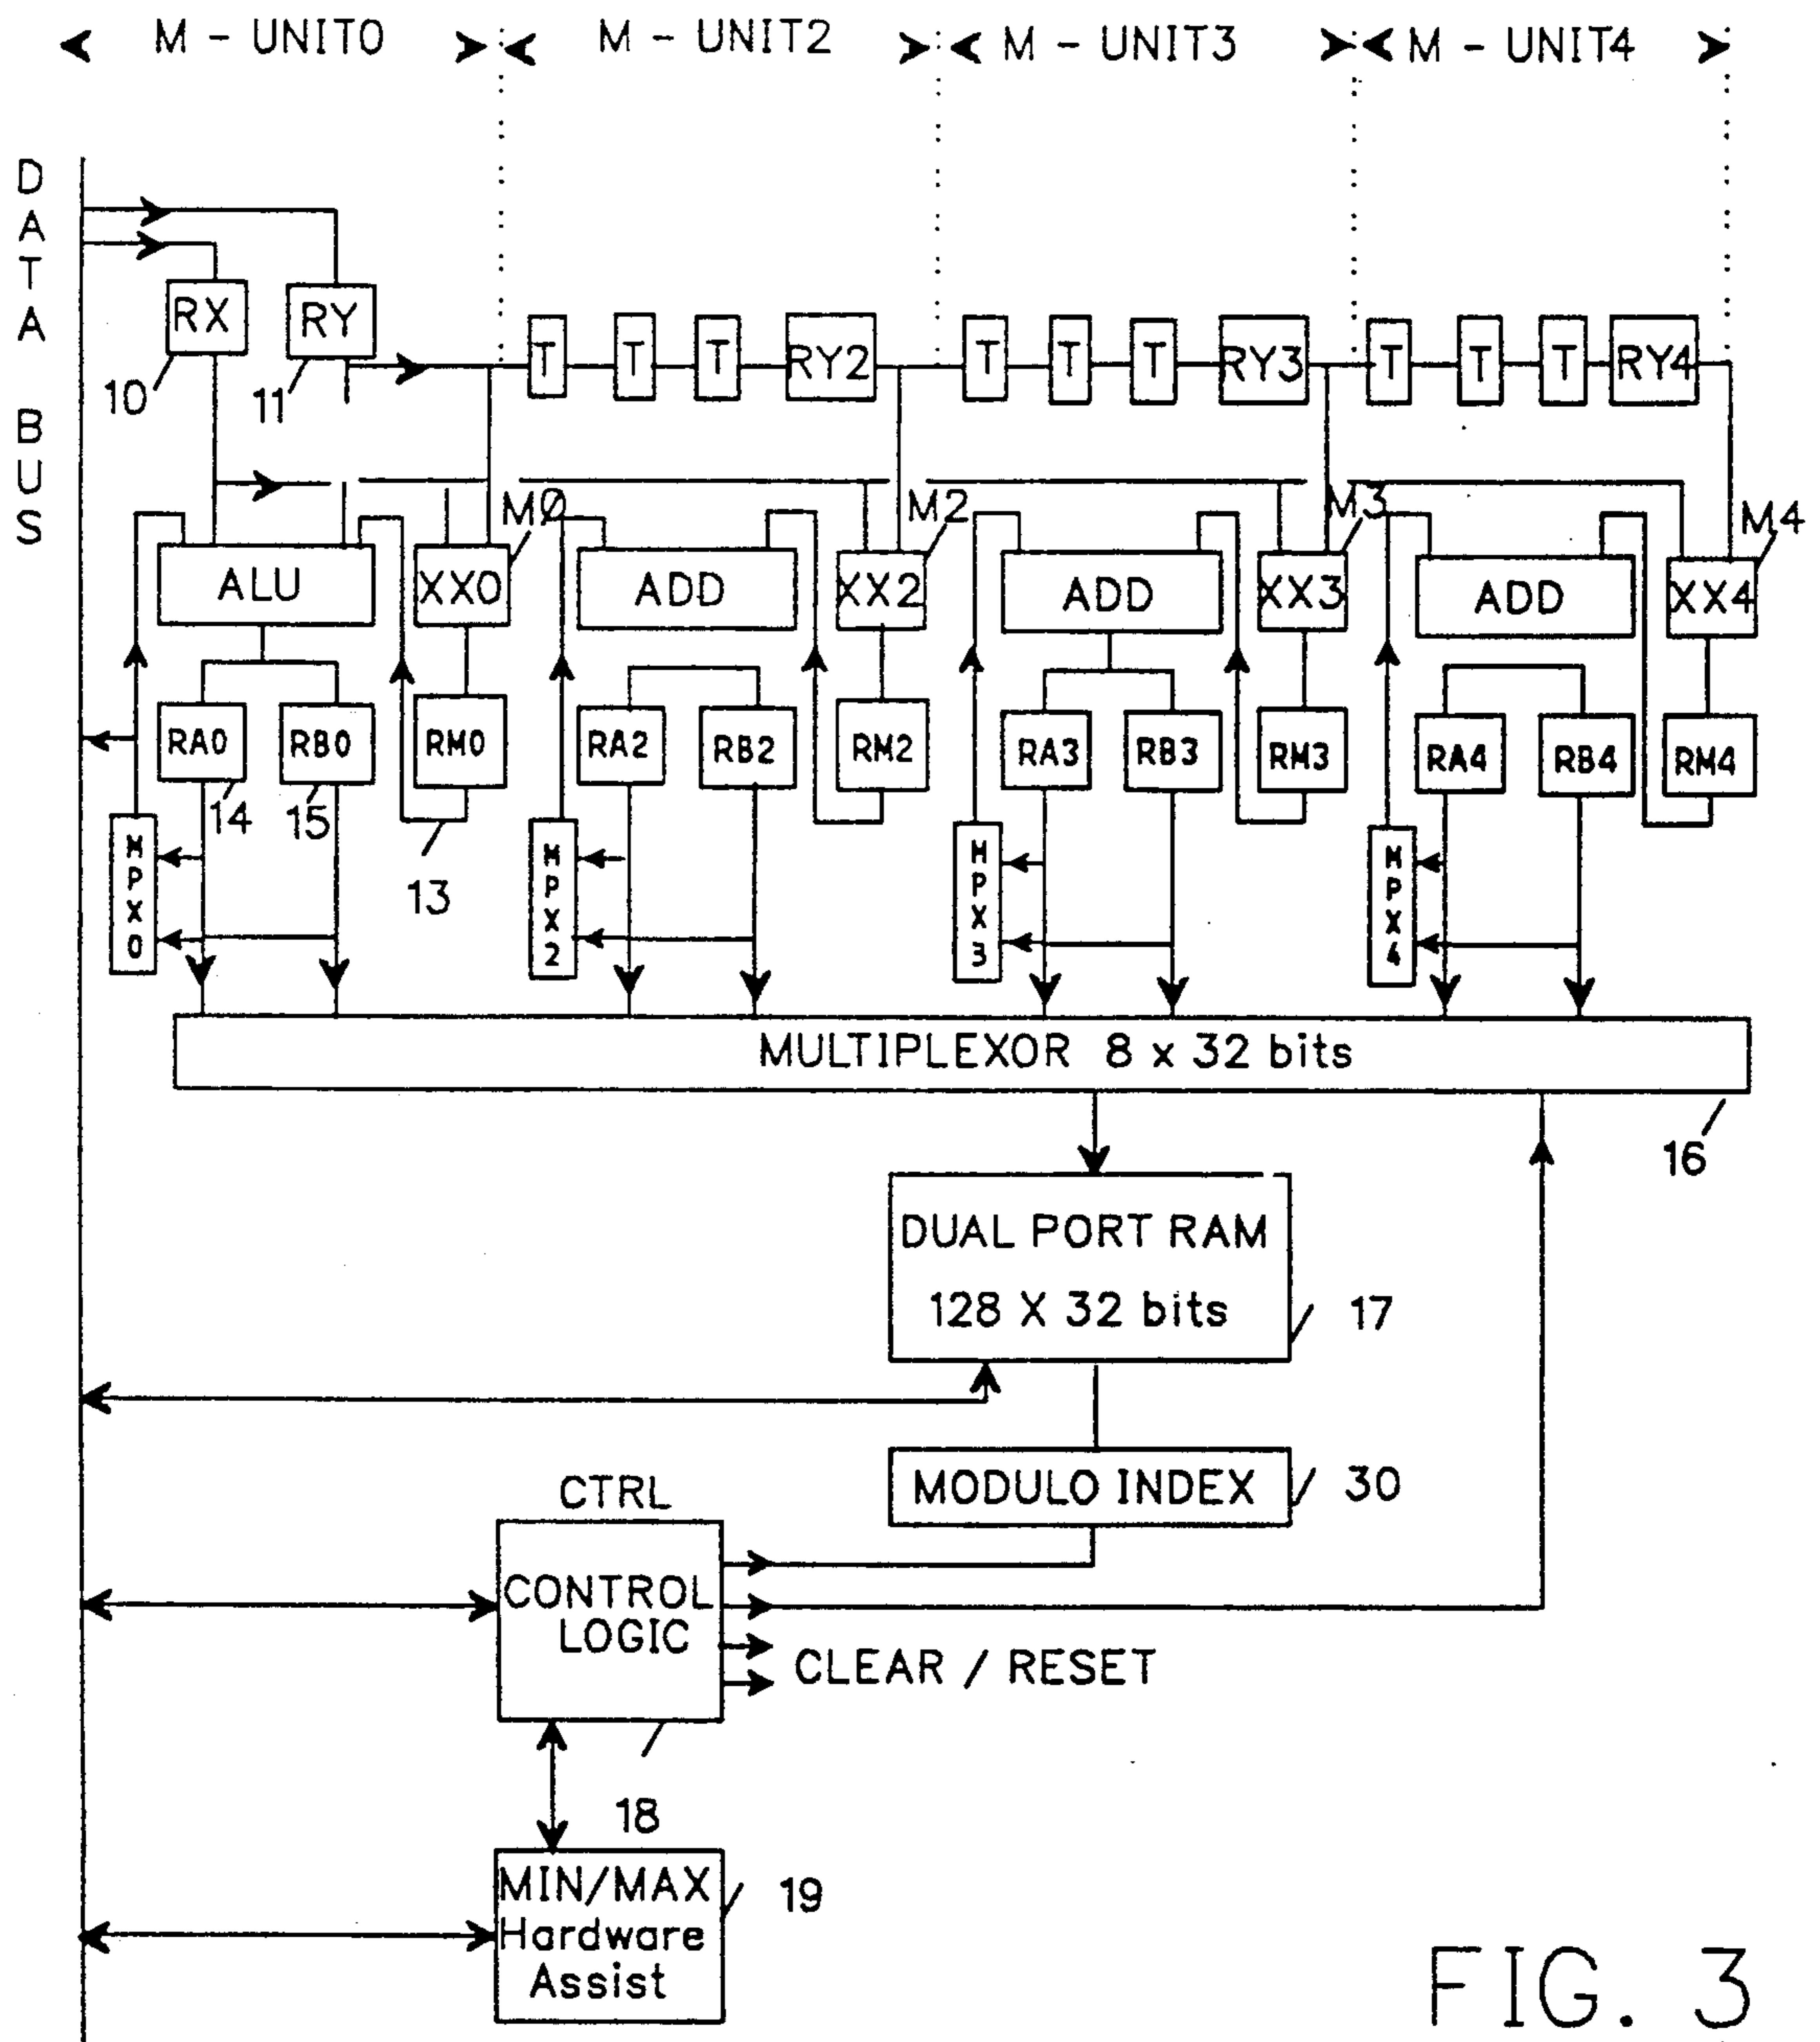 M - UNIT0 M - UNIT2 M - UNIT3 M - UNIT4
DATA BUS
RX RY T T T RY2 T T T RY3 T T T RY4
10 11
MØ M2 M3 M4
ALU XX0 ADD XX2 ADD XX3 ADD XX4
RA0 RB0 RM0 RA2 RB2 RM2 RA3 RB3 RM3 RA4 RB4 RM4
14 15 13
MPX0 MPX2 MPX3 MPX4
MULTIPLEXOR 8 x 32 bits
16
DUAL PORT RAM
128 X 32 bits 17
MODULO INDEX 30
CTRL
CONTROL
LOGIC
CLEAR / RESET
18
MIN/MAX 19
Hardware
Assist
FIG. 3